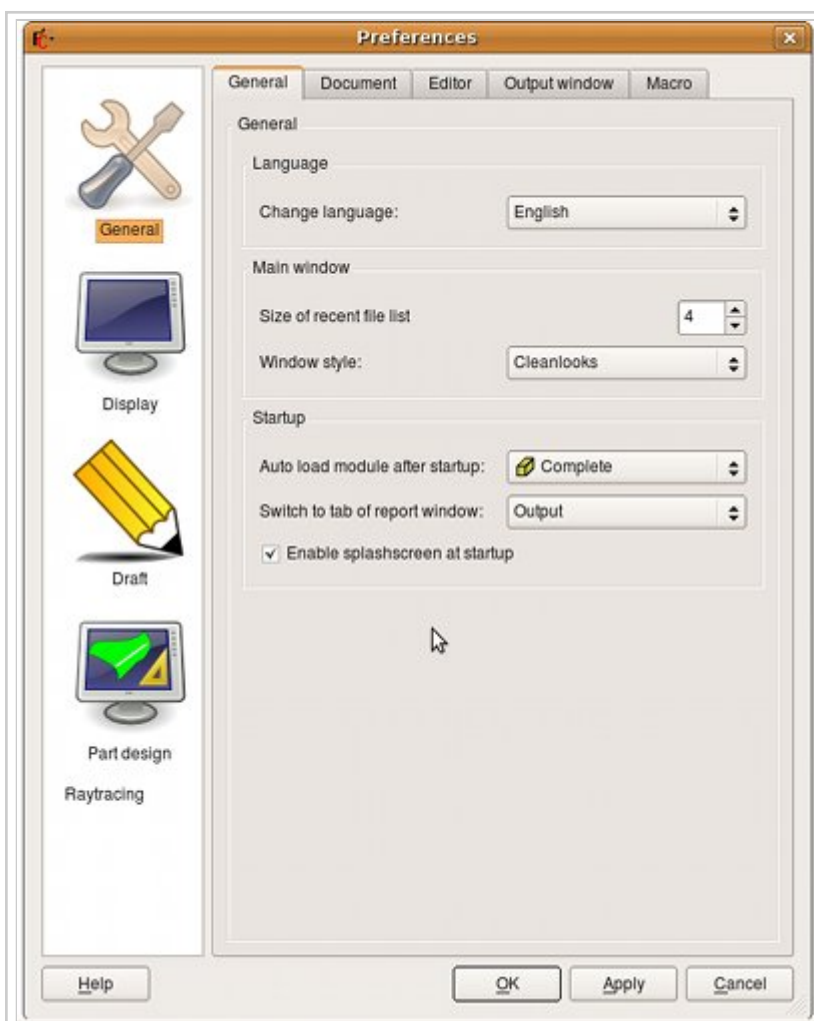 Preferences
General Document Editor Output window Macro
General
Language
Change language: English
Main window
Size of recent file list 4
Window style: Cleanlooks
Startup
Auto load module after startup: Complete
Switch to tab of report window: Output
Enable splashscreen at startup
General
Display
Draft
Part design
Raytracing
Help OK Apply Cancel